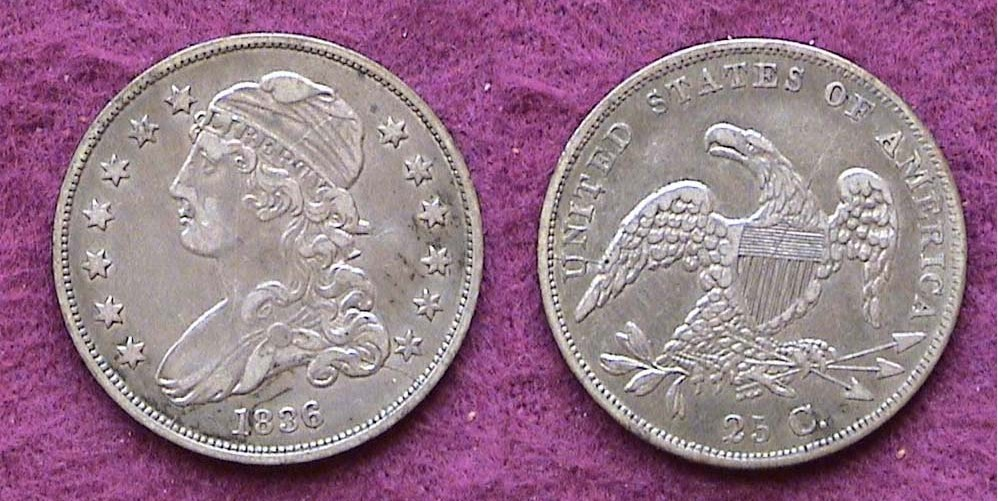 LIBERTY
1836
UNITED STATES OF AMERICA
25 C.